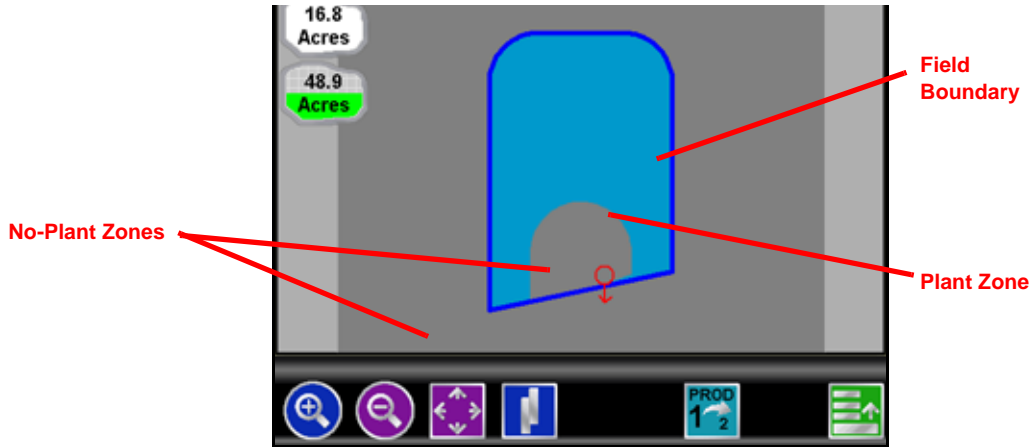 16.8
Acres
48.9
Acres
Field
Boundary
No-Plant Zones
Plant Zone
PROD
1 2